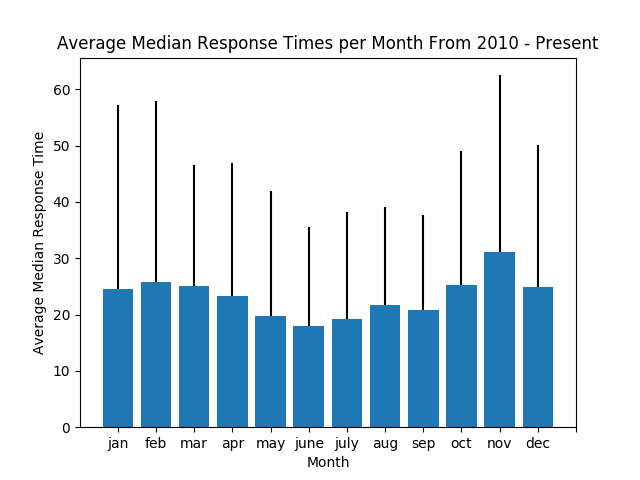 Average Median Response Times per Month From 2010 - Present
Average Median Response Time
60
50
40
30
20
10
0
jan feb mar apr may june july aug sep oct nov dec
Month